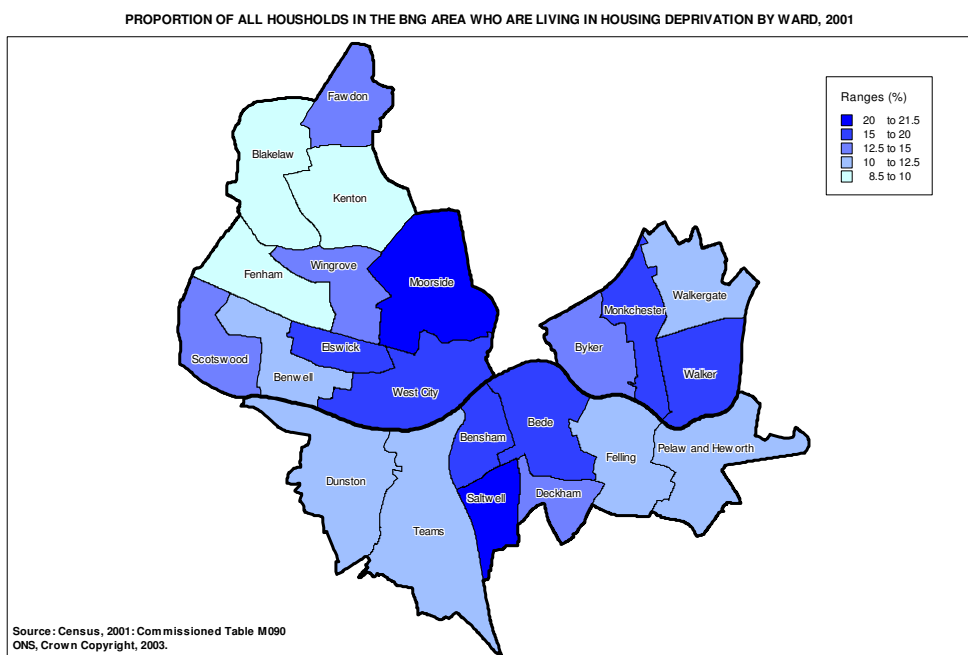 PROPORTION OF ALL HOUSHOLDS IN THE BNG AREA WHO ARE LIVING IN HOUSING DEPRIVATION BY WARD, 2001
Ranges (%)
20 to 21.5
15 to 20
12.5 to 15
10 to 12.5
8.5 to 10
Fawdon
Blakelaw
Kenton
Wingrove
Fenham
Moorside
Walkergate
Monkchester
Elswick
Byker
Scotswood
Benwell
Walker
West City
Bede
Bensham
Pelaw and Heworth
Felling
Dunston
Saltwell
Deckham
Teams
Source: Census, 2001: Commissioned Table M090
ONS, Crown Copyright, 2003.